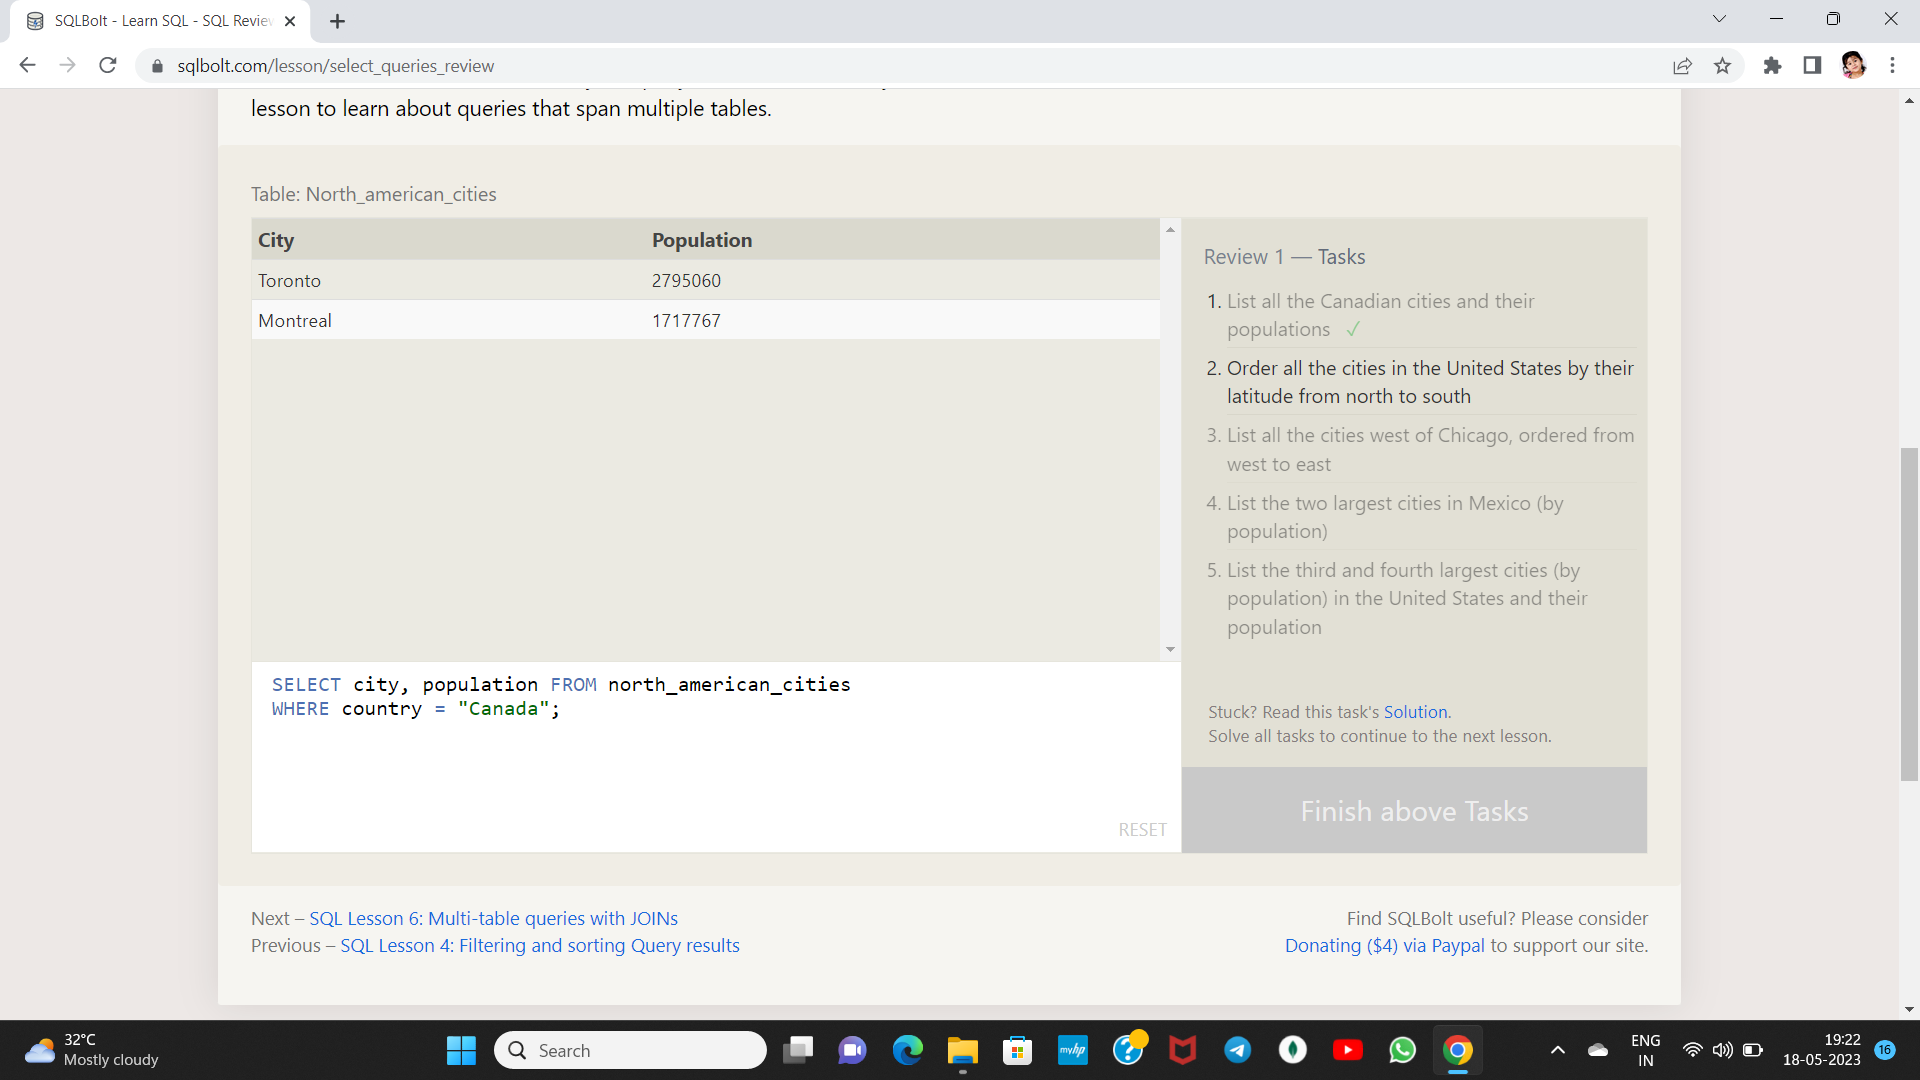 SQLBolt - Learn SQL - SQL Review
sqlbolt.com/lesson/select_queries_review
lesson to learn about queries that span multiple tables.
Table: North_american_cities
City Population
Toronto 2795060
Montreal 1717767
Review 1 — Tasks
1. List all the Canadian cities and their
populations ✓
2. Order all the cities in the United States by their
latitude from north to south
3. List all the cities west of Chicago, ordered from
west to east
4. List the two largest cities in Mexico (by
population)
5. List the third and fourth largest cities (by
population) in the United States and their
population
SELECT city, population FROM north_american_cities
WHERE country = "Canada";
RESET
Stuck? Read this task's Solution.
Solve all tasks to continue to the next lesson.
Finish above Tasks
Next – SQL Lesson 6: Multi-table queries with JOINs
Previous – SQL Lesson 4: Filtering and sorting Query results
Find SQLBolt useful? Please consider
Donating ($4) via Paypal to support our site.
32°C
Mostly cloudy
Search
myhp
ENG
IN
19:22
18-05-2023
16